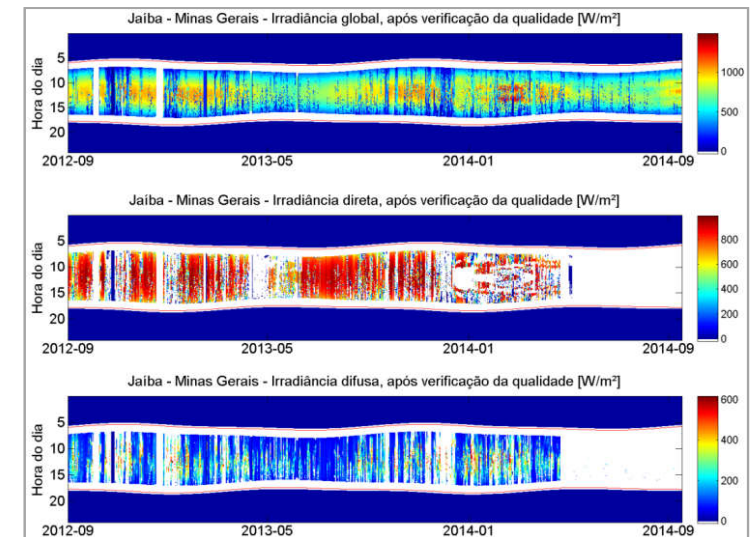 Jaíba - Minas Gerais - Irradiância global, após verificação da qualidade [W/m²]
Hora do dia
5
10
15
20
2012-09 2013-05 2014-01 2014-09
1000
500
0
Jaíba - Minas Gerais - Irradiância direta, após verificação da qualidade [W/m²]
Hora do dia
5
10
15
20
2012-09 2013-05 2014-01 2014-09
800
600
400
200
0
Jaíba - Minas Gerais - Irradiância difusa, após verificação da qualidade [W/m²]
Hora do dia
5
10
15
20
2012-09 2013-05 2014-01 2014-09
600
400
200
0